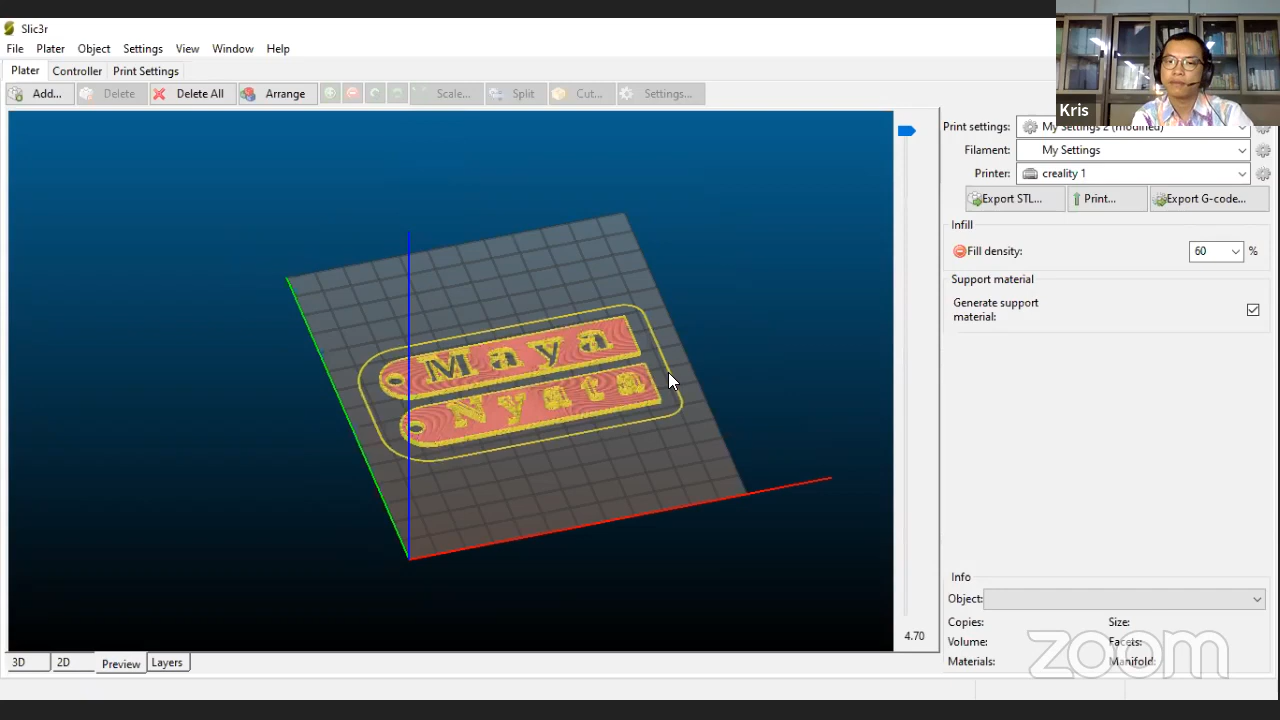 Slic3r
File Plater Object Settings View Window Help
Plater Controller Print Settings
Add... Delete Delete All Arrange Scale... Split Cut... Settings...
Kris
Print settings: My Settings 2 (modified)
Filament: My Settings
Printer: creality 1
Export STL... Print... Export G-code...
Infill
Fill density: 60 %
Support material
Generate support
material:
Maya
Nyata
Info
Object:
4.70
Copies: Size:
Volume: Facets:
Materials: Manifold:
zoom
3D 2D Preview Layers